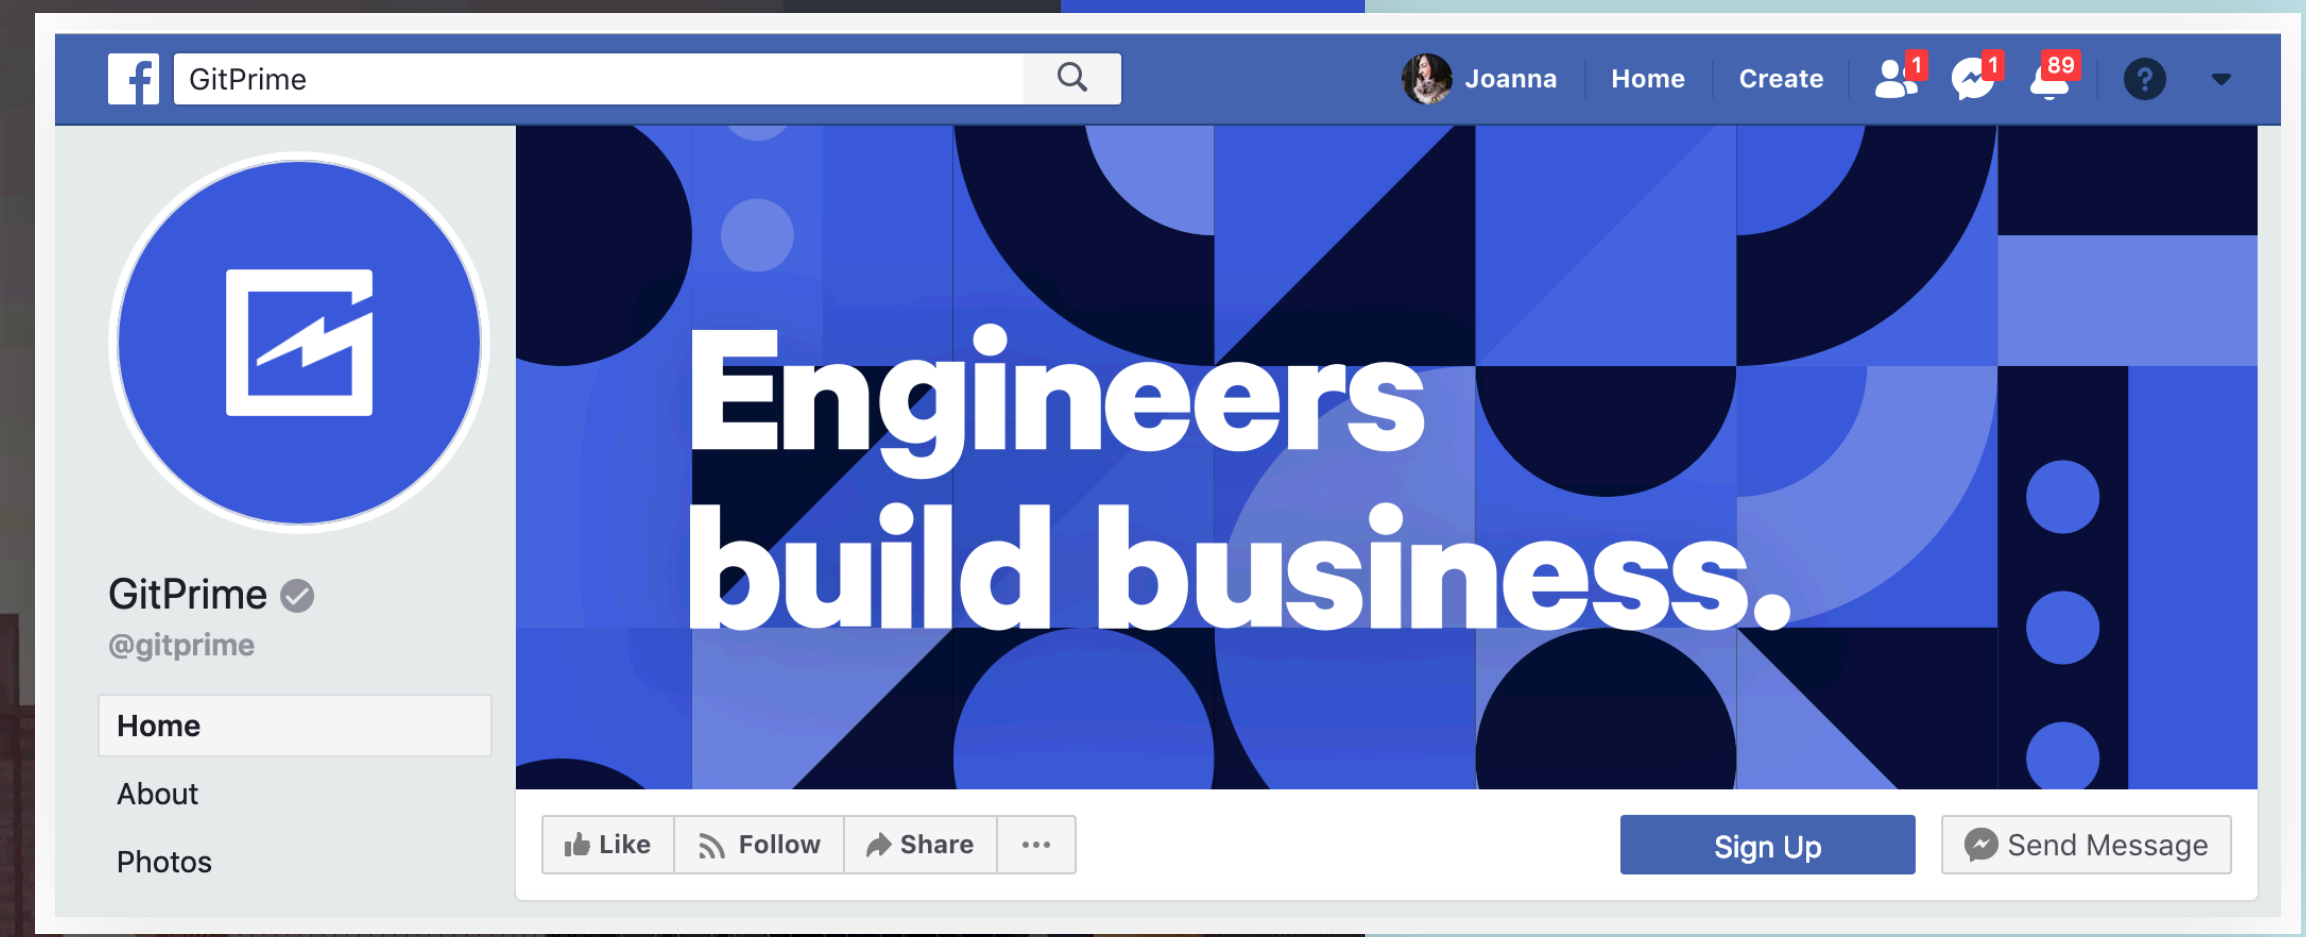 GitPrime
Joanna
Home
Create
1
1
89
?
Engineers
build business.
GitPrime
@gitprime
Home
About
Photos
Like
Follow
Share
...
Sign Up
Send Message